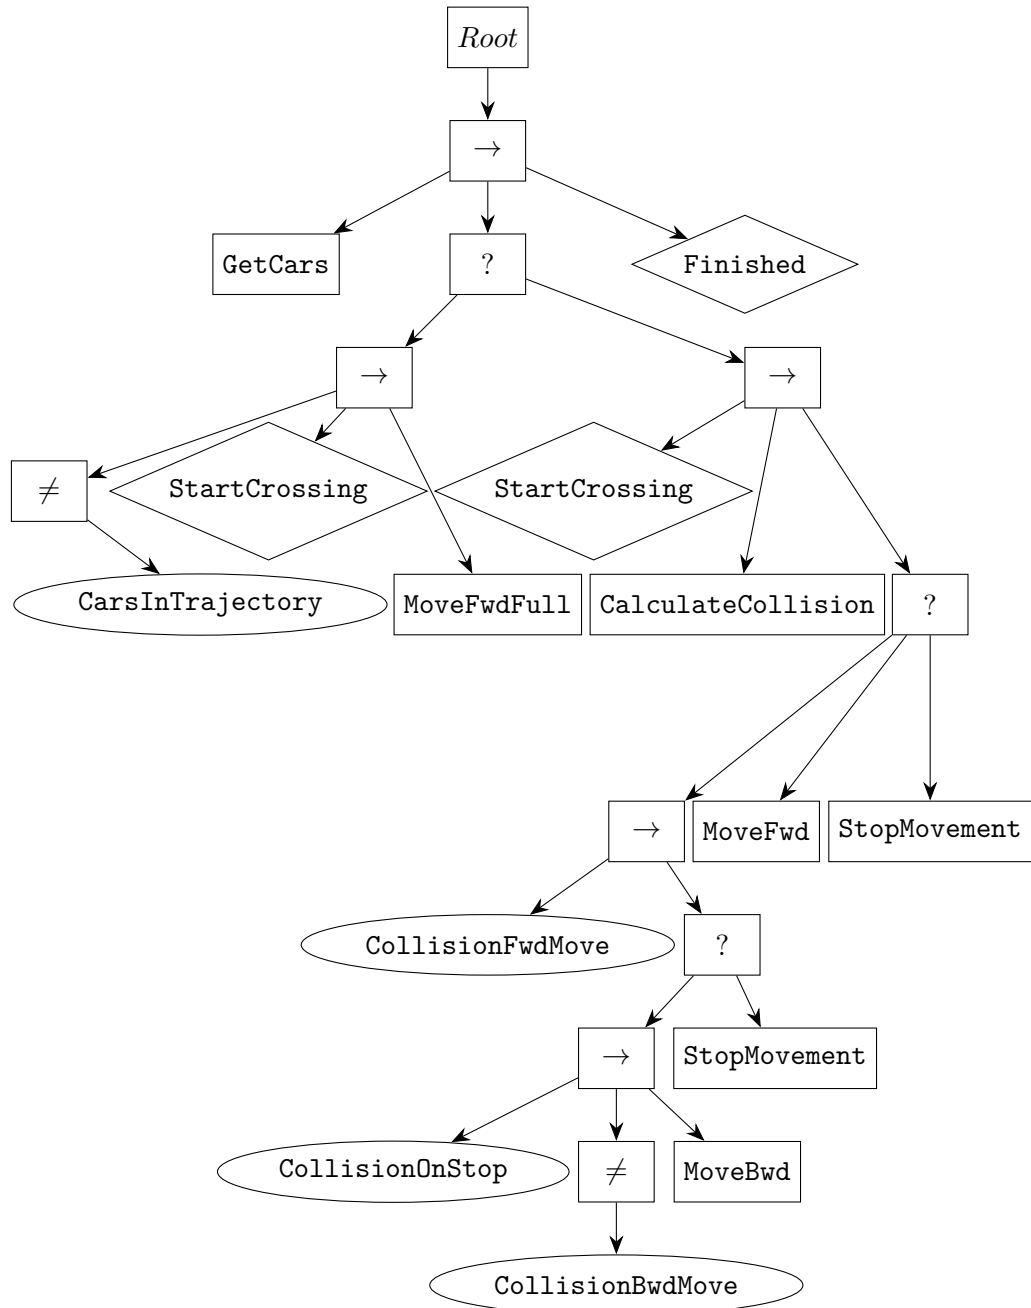 Root
→
GetCars
?
Finished
→
→
≠
StartCrossing
StartCrossing
CarsInTrajectory
MoveFwdFull
CalculateCollision
?
→
MoveFwd
StopMovement
CollisionFwdMove
?
→
StopMovement
CollisionOnStop
≠
MoveBwd
CollisionBwdMove